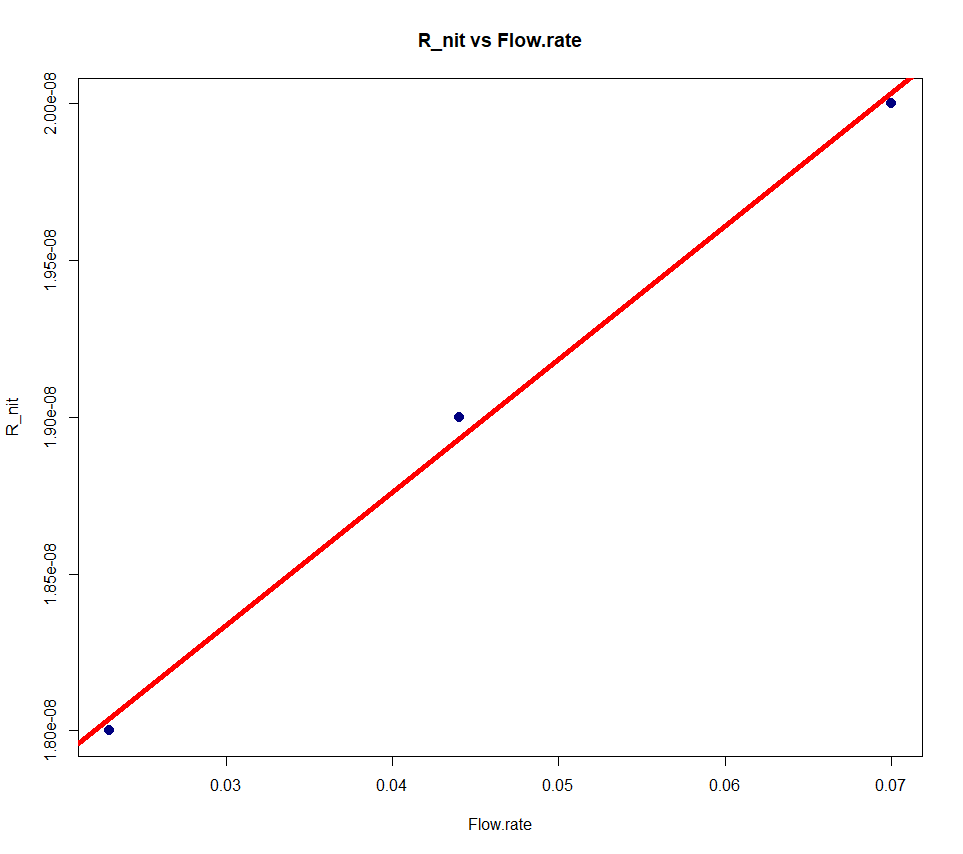 R_nit vs Flow.rate
2.00e-08
1.95e-08
1.90e-08
1.85e-08
1.80e-08
R_nit
0.03
0.04
0.05
0.06
0.07
Flow.rate